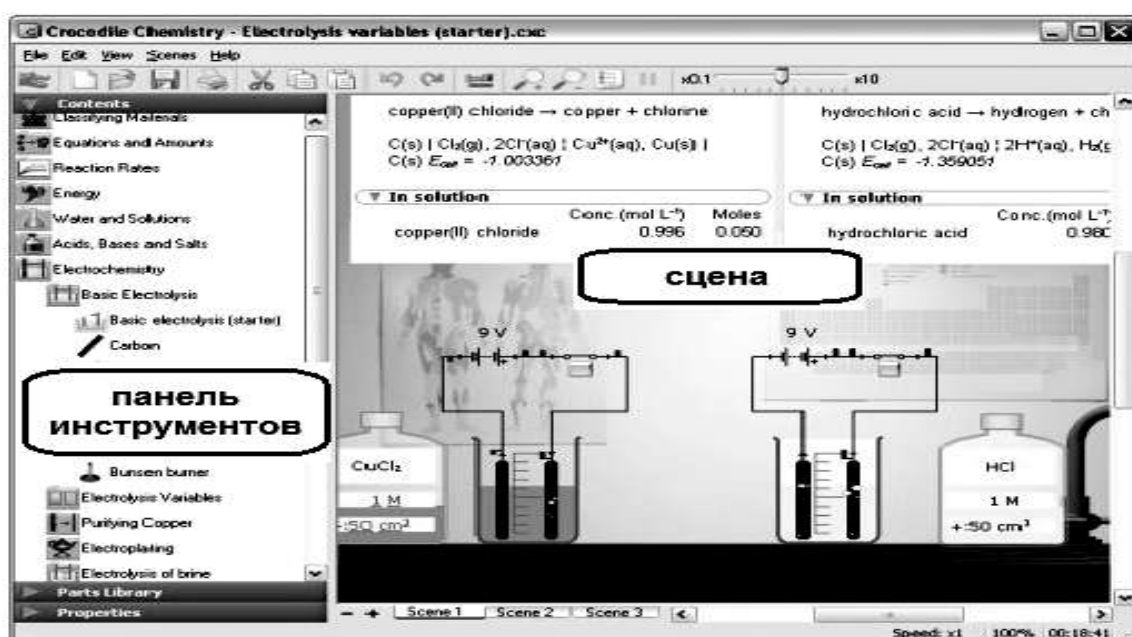 Crocodile Chemistry - Electrolysis variables (starter).cxc
File Edit View Scenes Help
x0.1 x10
Contents
Classifying Materials
Equations and Amounts
Reaction Rates
Energy
Water and Solutions
Acids, Bases and Salts
Electrochemistry
Basic Electrolysis
Basic electrolysis (starter)
Carbon
панель
инструментов
Bunsen burner
Electrolysis Variables
Purifying Copper
Electroplating
Electrolysis of brine
Parts Library
Properties
copper(II) chloride → copper + chlorine
C(s) | Cl₂(g), 2Cl⁻(aq) ¦ Cu²⁺(aq), Cu(s) |
C(s) E = -1.003361
In solution
Conc.(mol L⁻¹) Moles
copper(II) chloride 0.996 0.050
hydrochloric acid → hydrogen + ch
C(s) | Cl₂(g), 2Cl⁻(aq) ¦ 2H⁺(aq), H₂(g
C(s) E = -1.359051
In solution
Conc.(mol L⁻¹
hydrochloric acid 0.980
сцена
9 V
9 V
CuCl₂
1 M
+:50 cm³
HCl
1 M
+:50 cm³
Scene 1 Scene 2 Scene 3
Speed: x1 100% 00:18:41